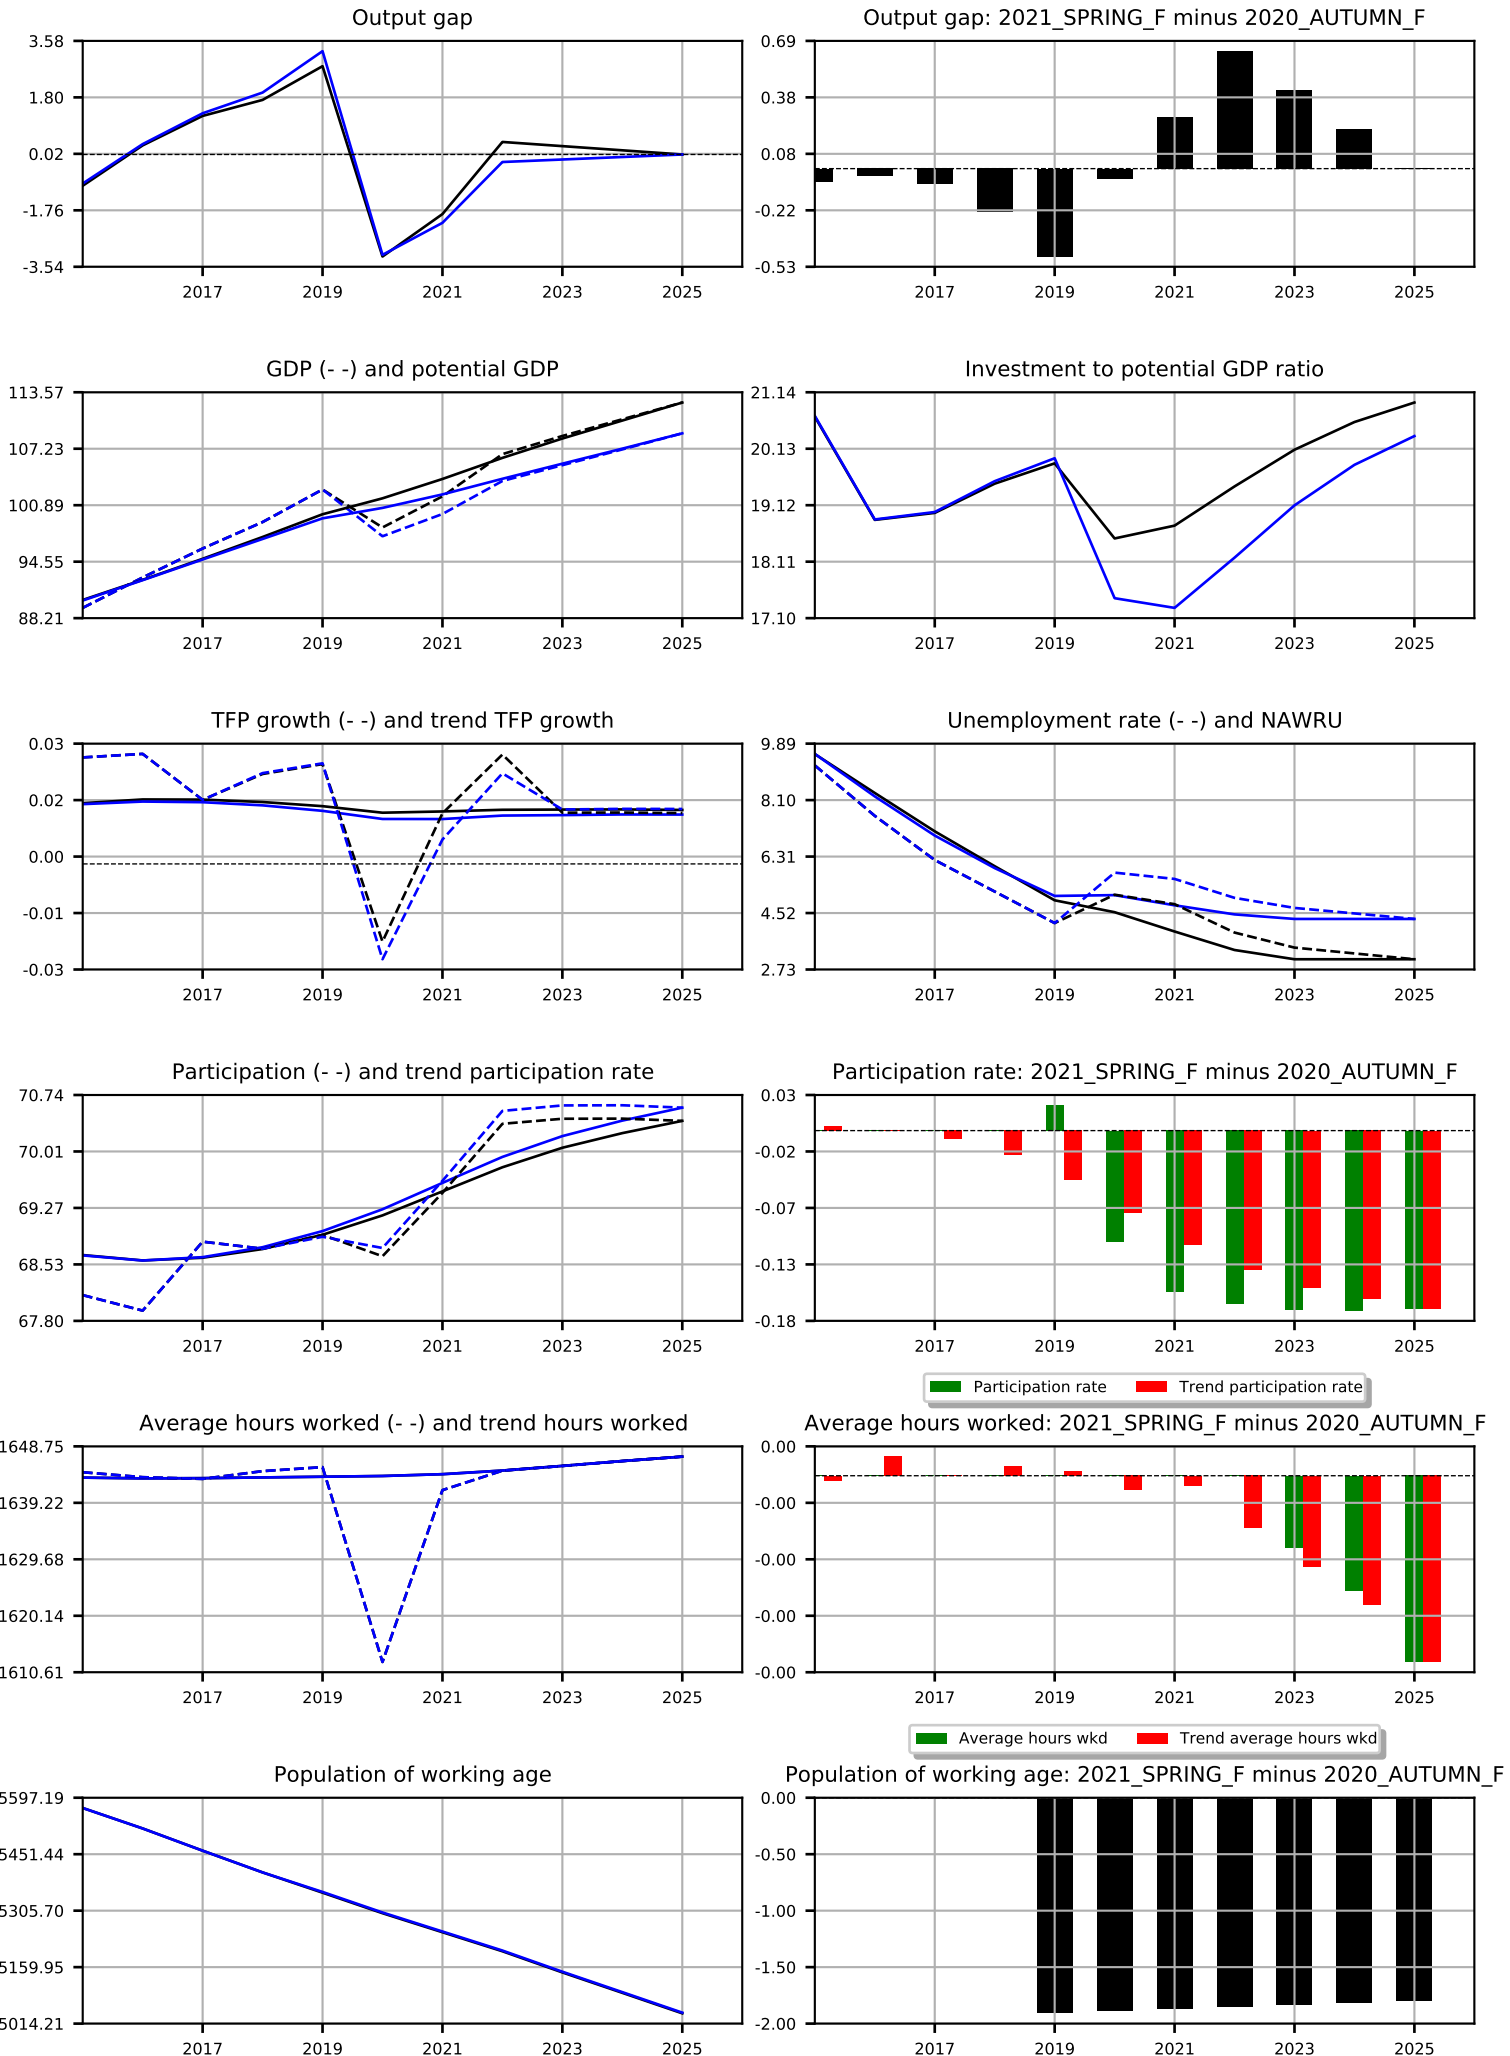 Output gap
3.58
1.80
0.02
-1.76
-3.54
2017 2019 2021 2023 2025
Output gap: 2021_SPRING_F minus 2020_AUTUMN_F
0.69
0.38
0.08
-0.22
-0.53
2017 2019 2021 2023 2025
GDP (- -) and potential GDP
113.57
107.23
100.89
94.55
88.21
2017 2019 2021 2023 2025
Investment to potential GDP ratio
21.14
20.13
19.12
18.11
17.10
2017 2019 2021 2023 2025
TFP growth (- -) and trend TFP growth
0.03
0.02
0.00
-0.01
-0.03
2017 2019 2021 2023 2025
Unemployment rate (- -) and NAWRU
9.89
8.10
6.31
4.52
2.73
2017 2019 2021 2023 2025
Participation (- -) and trend participation rate
70.74
70.01
69.27
68.53
67.80
2017 2019 2021 2023 2025
Participation rate: 2021_SPRING_F minus 2020_AUTUMN_F
0.03
-0.02
-0.07
-0.13
-0.18
2017 2019 2021 2023 2025
Participation rate Trend participation rate
Average hours worked (- -) and trend hours worked
1648.75
1639.22
1629.68
1620.14
1610.61
2017 2019 2021 2023 2025
Average hours worked: 2021_SPRING_F minus 2020_AUTUMN_F
0.00
-0.00
-0.00
-0.00
-0.00
2017 2019 2021 2023 2025
Average hours wkd Trend average hours wkd
Population of working age
5597.19
5451.44
5305.70
5159.95
5014.21
2017 2019 2021 2023 2025
Population of working age: 2021_SPRING_F minus 2020_AUTUMN_F
0.00
-0.50
-1.00
-1.50
-2.00
2017 2019 2021 2023 2025